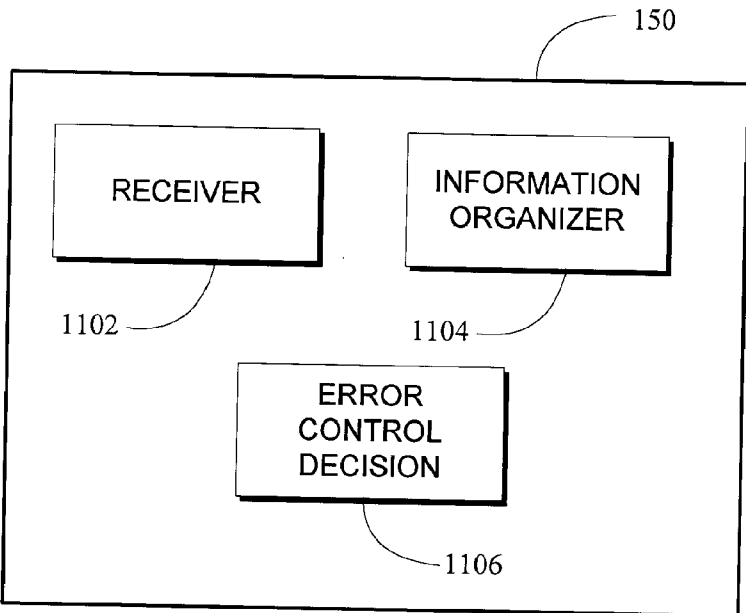 150
RECEIVER
INFORMATION
ORGANIZER
1102
1104
ERROR
CONTROL
DECISION
1106